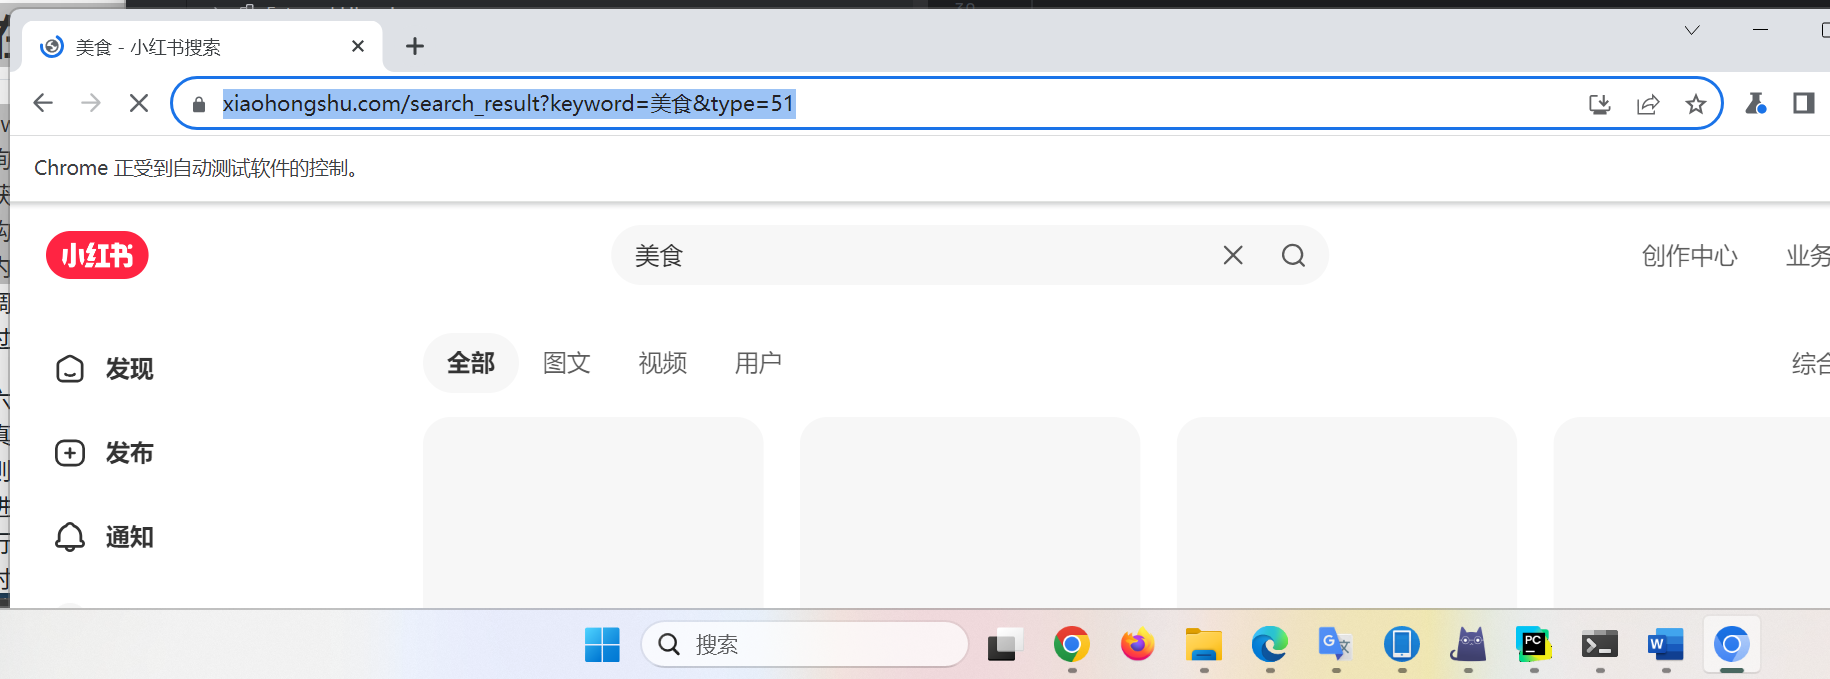 美食 - 小红书搜索
xiaohongshu.com/search_result?keyword=美食&type=51
Chrome 正受到自动测试软件的控制。
小红书
美食
创作中心
业务
全部
图文
视频
用户
综合
发现
发布
通知
搜索